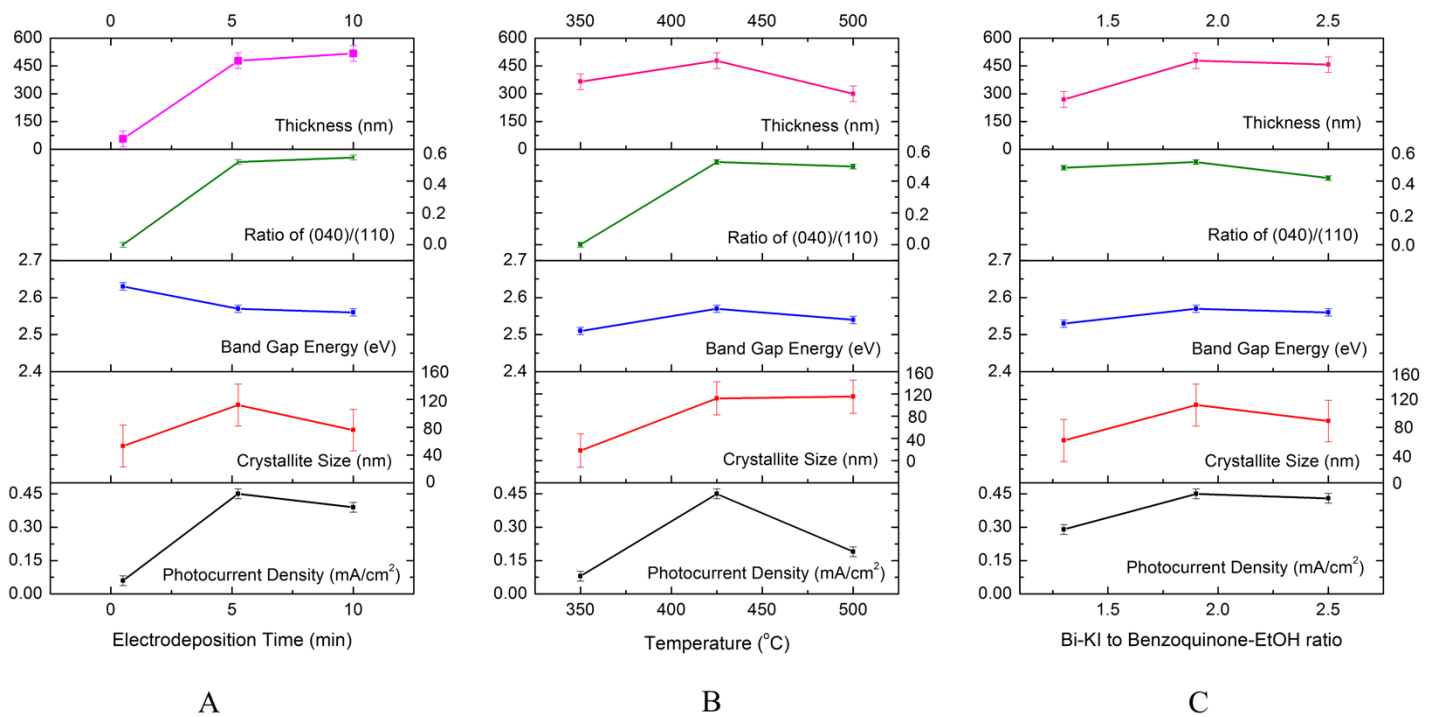 0 5 10
600
450
300
150
0
Thickness (nm)
0.6
0.4
0.2
0.0
Ratio of (040)/(110)
2.7
2.6
2.5
2.4
Band Gap Energy (eV)
160
120
80
40
0
Crystallite Size (nm)
0.45
0.30
0.15
0.00
Photocurrent Density (mA/cm²)
0 5 10
Electrodeposition Time (min)
A
350 400 450 500
600
450
300
150
0
Thickness (nm)
0.6
0.4
0.2
0.0
Ratio of (040)/(110)
2.7
2.6
2.5
2.4
Band Gap Energy (eV)
160
120
80
40
0
Crystallite Size (nm)
0.45
0.30
0.15
0.00
Photocurrent Density (mA/cm²)
350 400 450 500
Temperature (°C)
B
1.5 2.0 2.5
600
450
300
150
0
Thickness (nm)
0.6
0.4
0.2
0.0
Ratio of (040)/(110)
2.7
2.6
2.5
2.4
Band Gap Energy (eV)
160
120
80
40
0
Crystallite Size (nm)
0.45
0.30
0.15
0.00
Photocurrent Density (mA/cm²)
1.5 2.0 2.5
Bi-KI to Benzoquinone-EtOH ratio
C